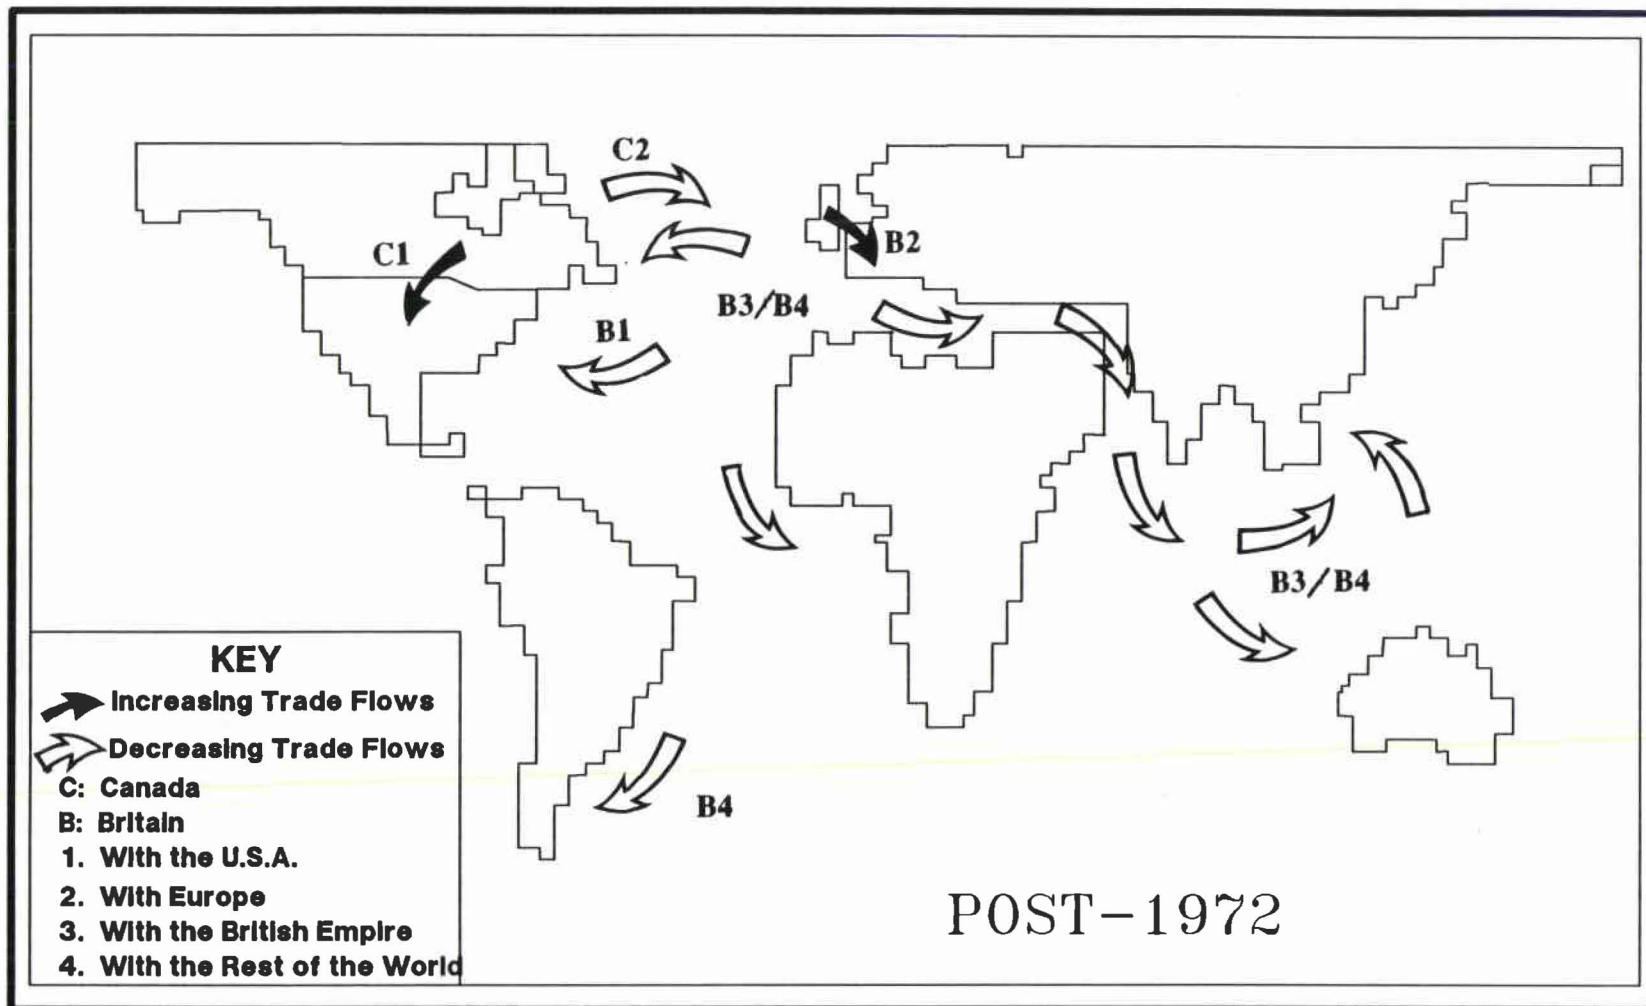 C2
C1
B2
B3/B4
B1
B3/B4
B4
KEY
Increasing Trade Flows
Decreasing Trade Flows
C: Canada
B: Britain
1. With the U.S.A.
2. With Europe
3. With the British Empire
4. With the Rest of the World
POST-1972